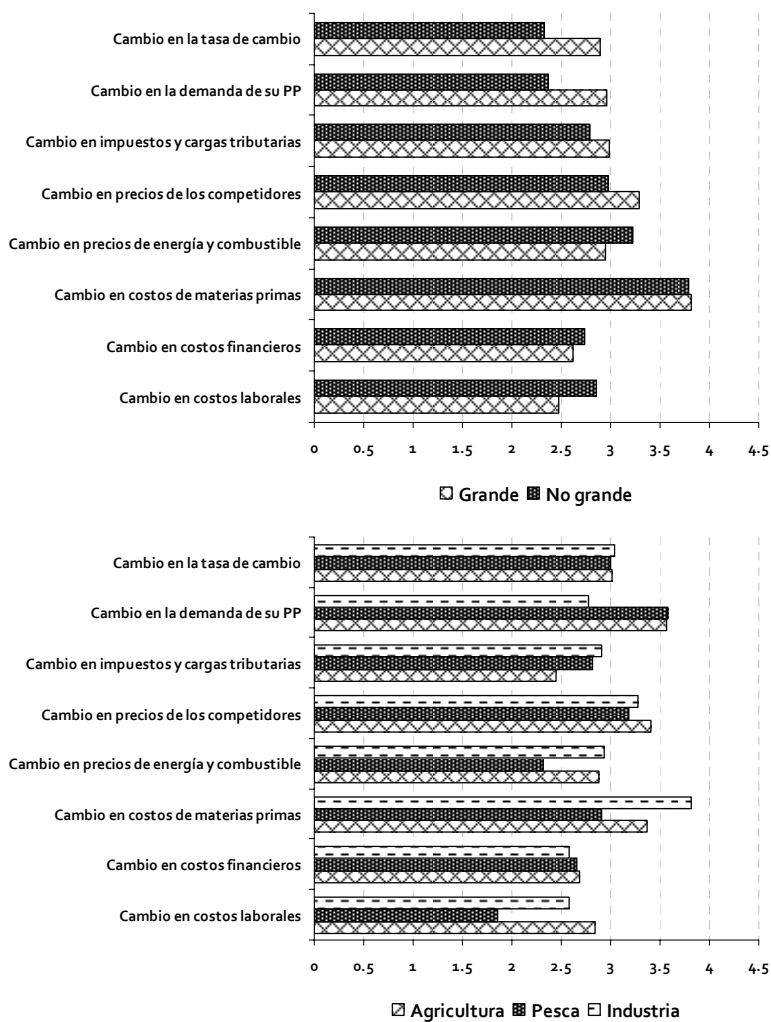 Cambio en la tasa de cambio
Cambio en la demanda de su PP
Cambio en impuestos y cargas tributarias
Cambio en precios de los competidores
Cambio en precios de energía y combustible
Cambio en costos de materias primas
Cambio en costos financieros
Cambio en costos laborales
0 0.5 1 1.5 2 2.5 3 3.5 4 4.5
Grande No grande
Cambio en la tasa de cambio
Cambio en la demanda de su PP
Cambio en impuestos y cargas tributarias
Cambio en precios de los competidores
Cambio en precios de energía y combustible
Cambio en costos de materias primas
Cambio en costos financieros
Cambio en costos laborales
0 0.5 1 1.5 2 2.5 3 3.5 4 4.5
Agricultura Pesca Industria